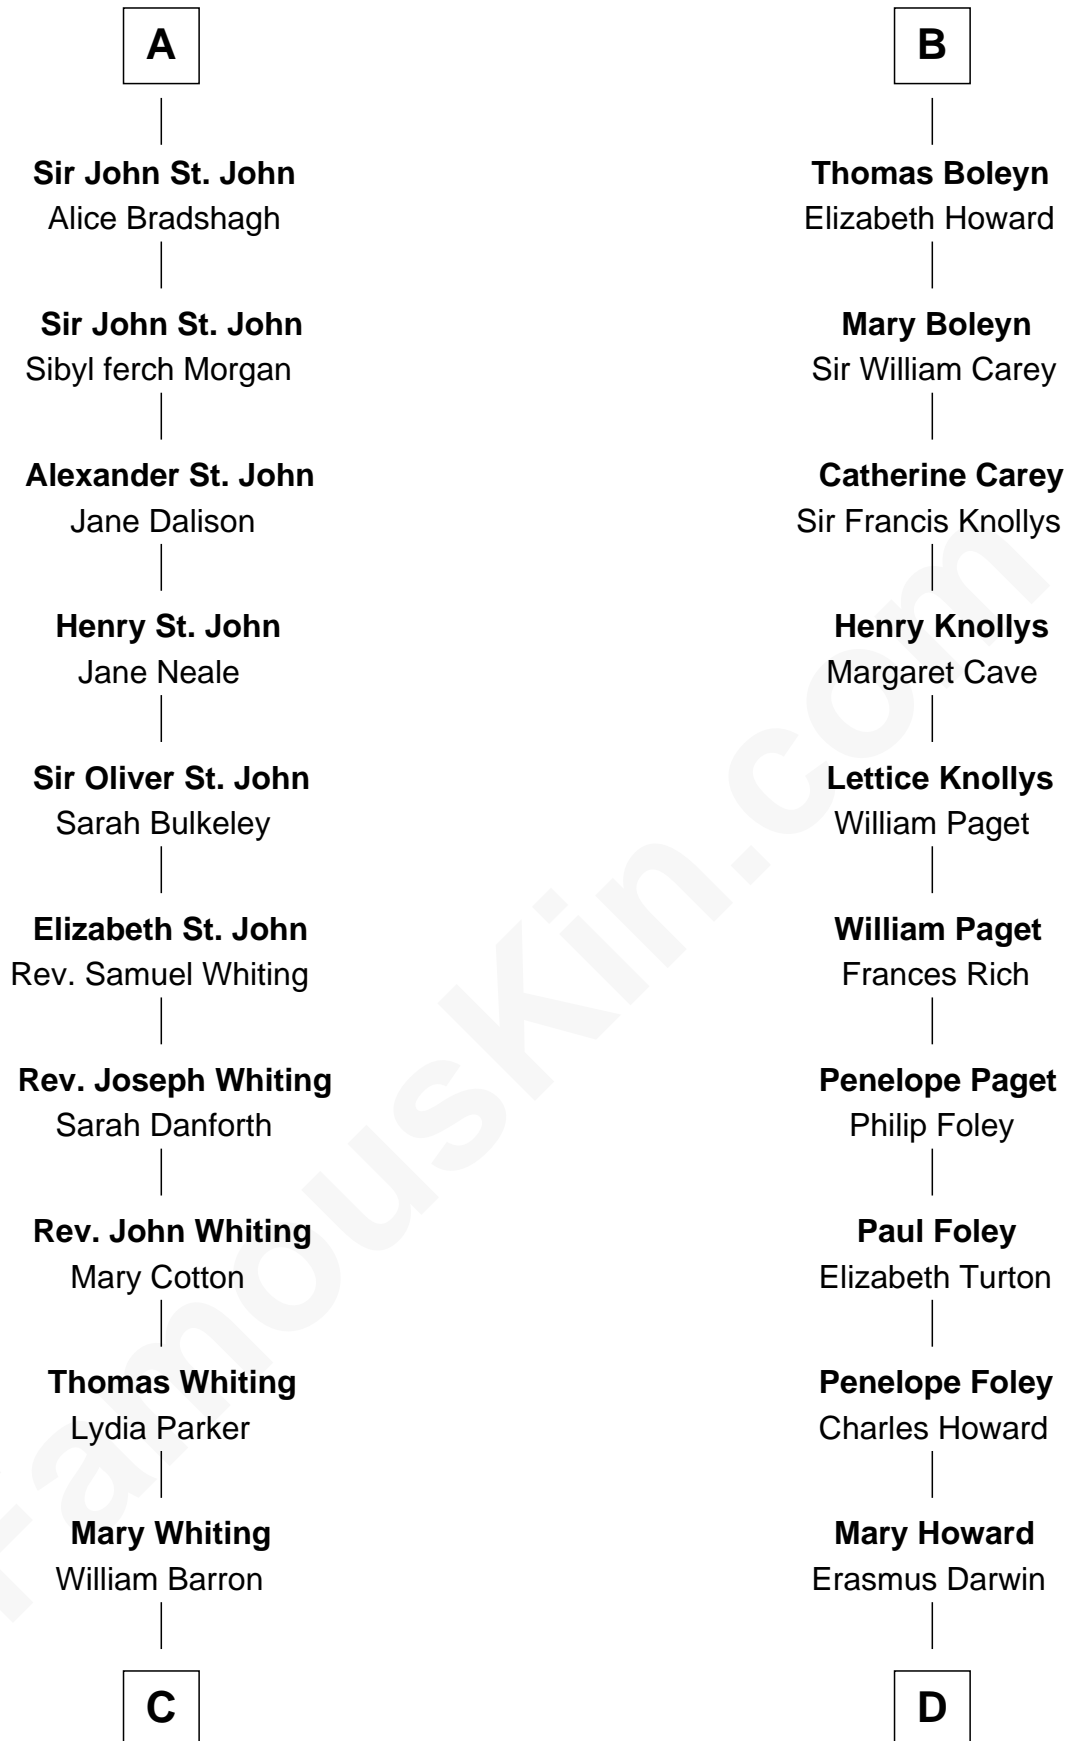 A
Sir John St. John
Alice Bradshagh
Sir John St. John
Sibyl ferch Morgan
Alexander St. John
Jane Dalison
Henry St. John
Jane Neale
Sir Oliver St. John
Sarah Bulkeley
Elizabeth St. John
Rev. Samuel Whiting
Rev. Joseph Whiting
Sarah Danforth
Rev. John Whiting
Mary Cotton
Thomas Whiting
Lydia Parker
Mary Whiting
William Barron
C
B
Thomas Boleyn
Elizabeth Howard
Mary Boleyn
Sir William Carey
Catherine Carey
Sir Francis Knollys
Henry Knollys
Margaret Cave
Lettice Knollys
William Paget
William Paget
Frances Rich
Penelope Paget
Philip Foley
Paul Foley
Elizabeth Turton
Penelope Foley
Charles Howard
Mary Howard
Erasmus Darwin
D
FamousKin.com